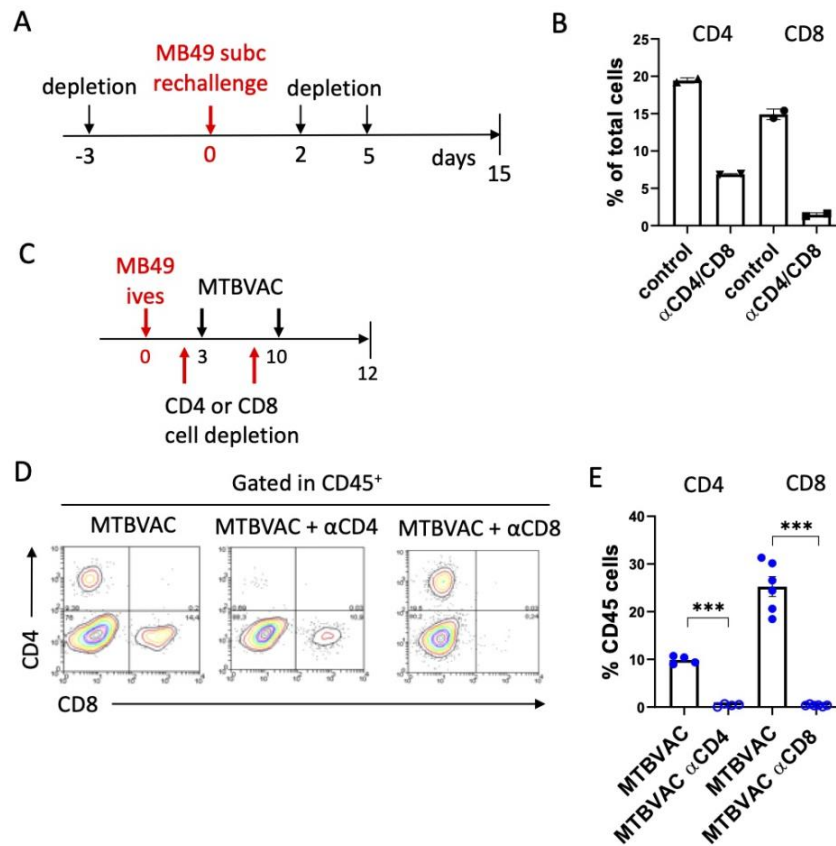 A
MB49 subc
rechallenge
depletion
depletion
-3
0
2
5
days
15
B
CD4
CD8
% of total cells
25
20
15
10
5
0
control
αCD4/CD8
control
αCD4/CD8
C
MB49
ives
MTBVAC
0
3
10
12
CD4 or CD8
cell depletion
D
Gated in CD45+
MTBVAC
MTBVAC + αCD4
MTBVAC + αCD8
CD4
CD8
E
CD4
CD8
% CD45 cells
40
30
20
10
0
***
***
MTBVAC
MTBVAC αCD4
MTBVAC
MTBVAC αCD8